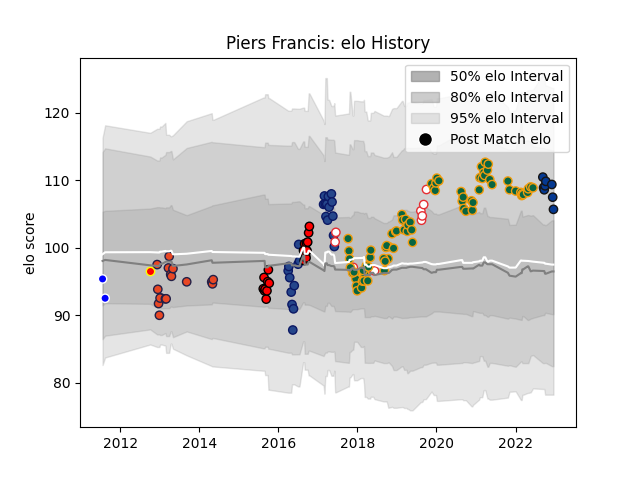 Piers Francis: elo History
50% elo Interval
80% elo Interval
95% elo Interval
Post Match elo
elo score
120
110
100
90
80
2012 2014 2016 2018 2020 2022